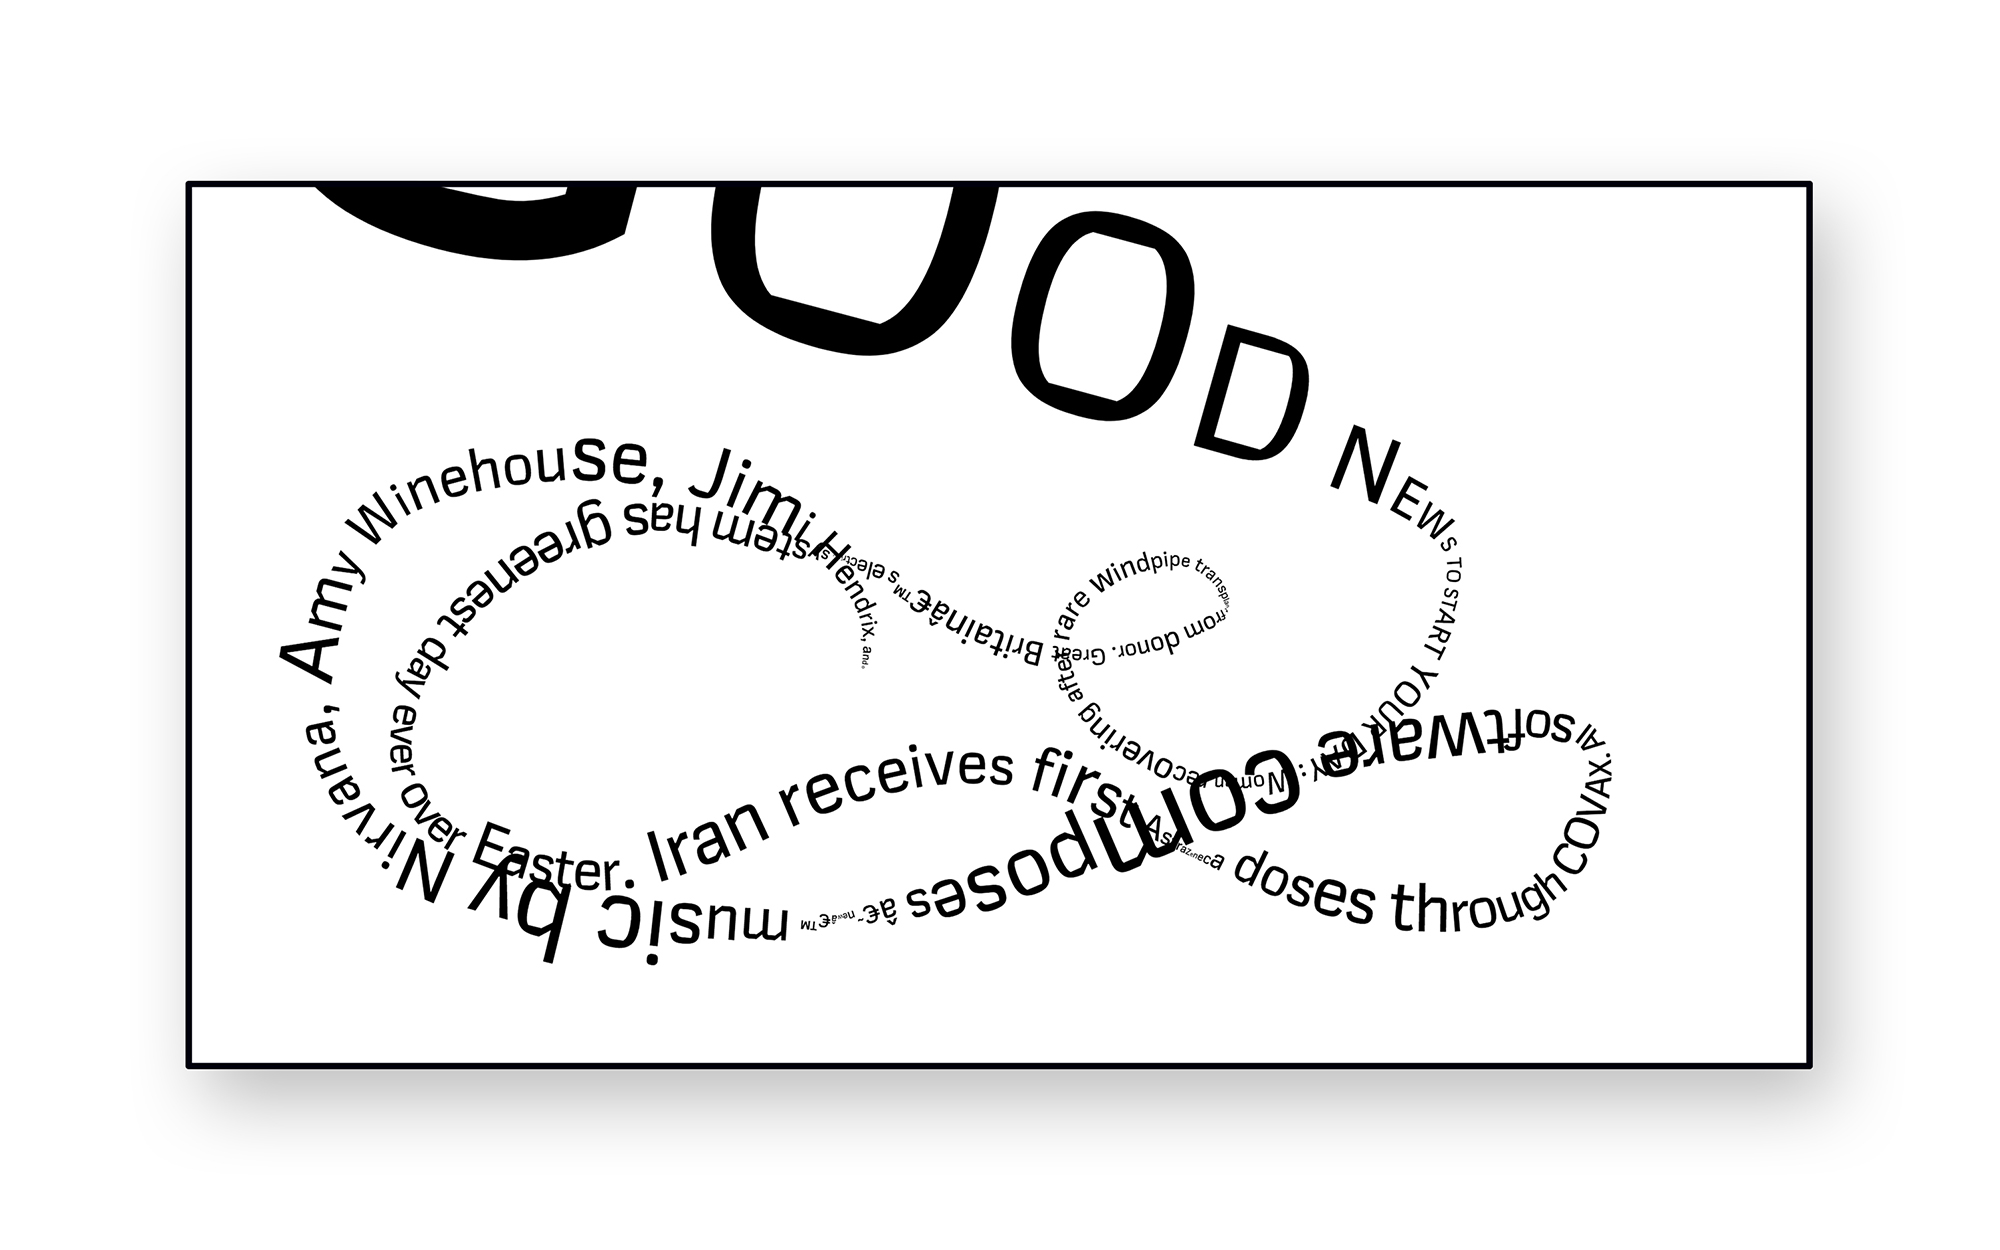 GOOD NEWS TO START YOUR DAY: Woman recovering after rare Windpipe transplant from donor. Great Britainâ€™s electric system has greenest day ever over Easter. Iran receives first AstraZeneca doses through COVAX. AI software composes â€˜newâ€™ music by Nirvana, Amy Winehouse, Jimi Hendrix, and